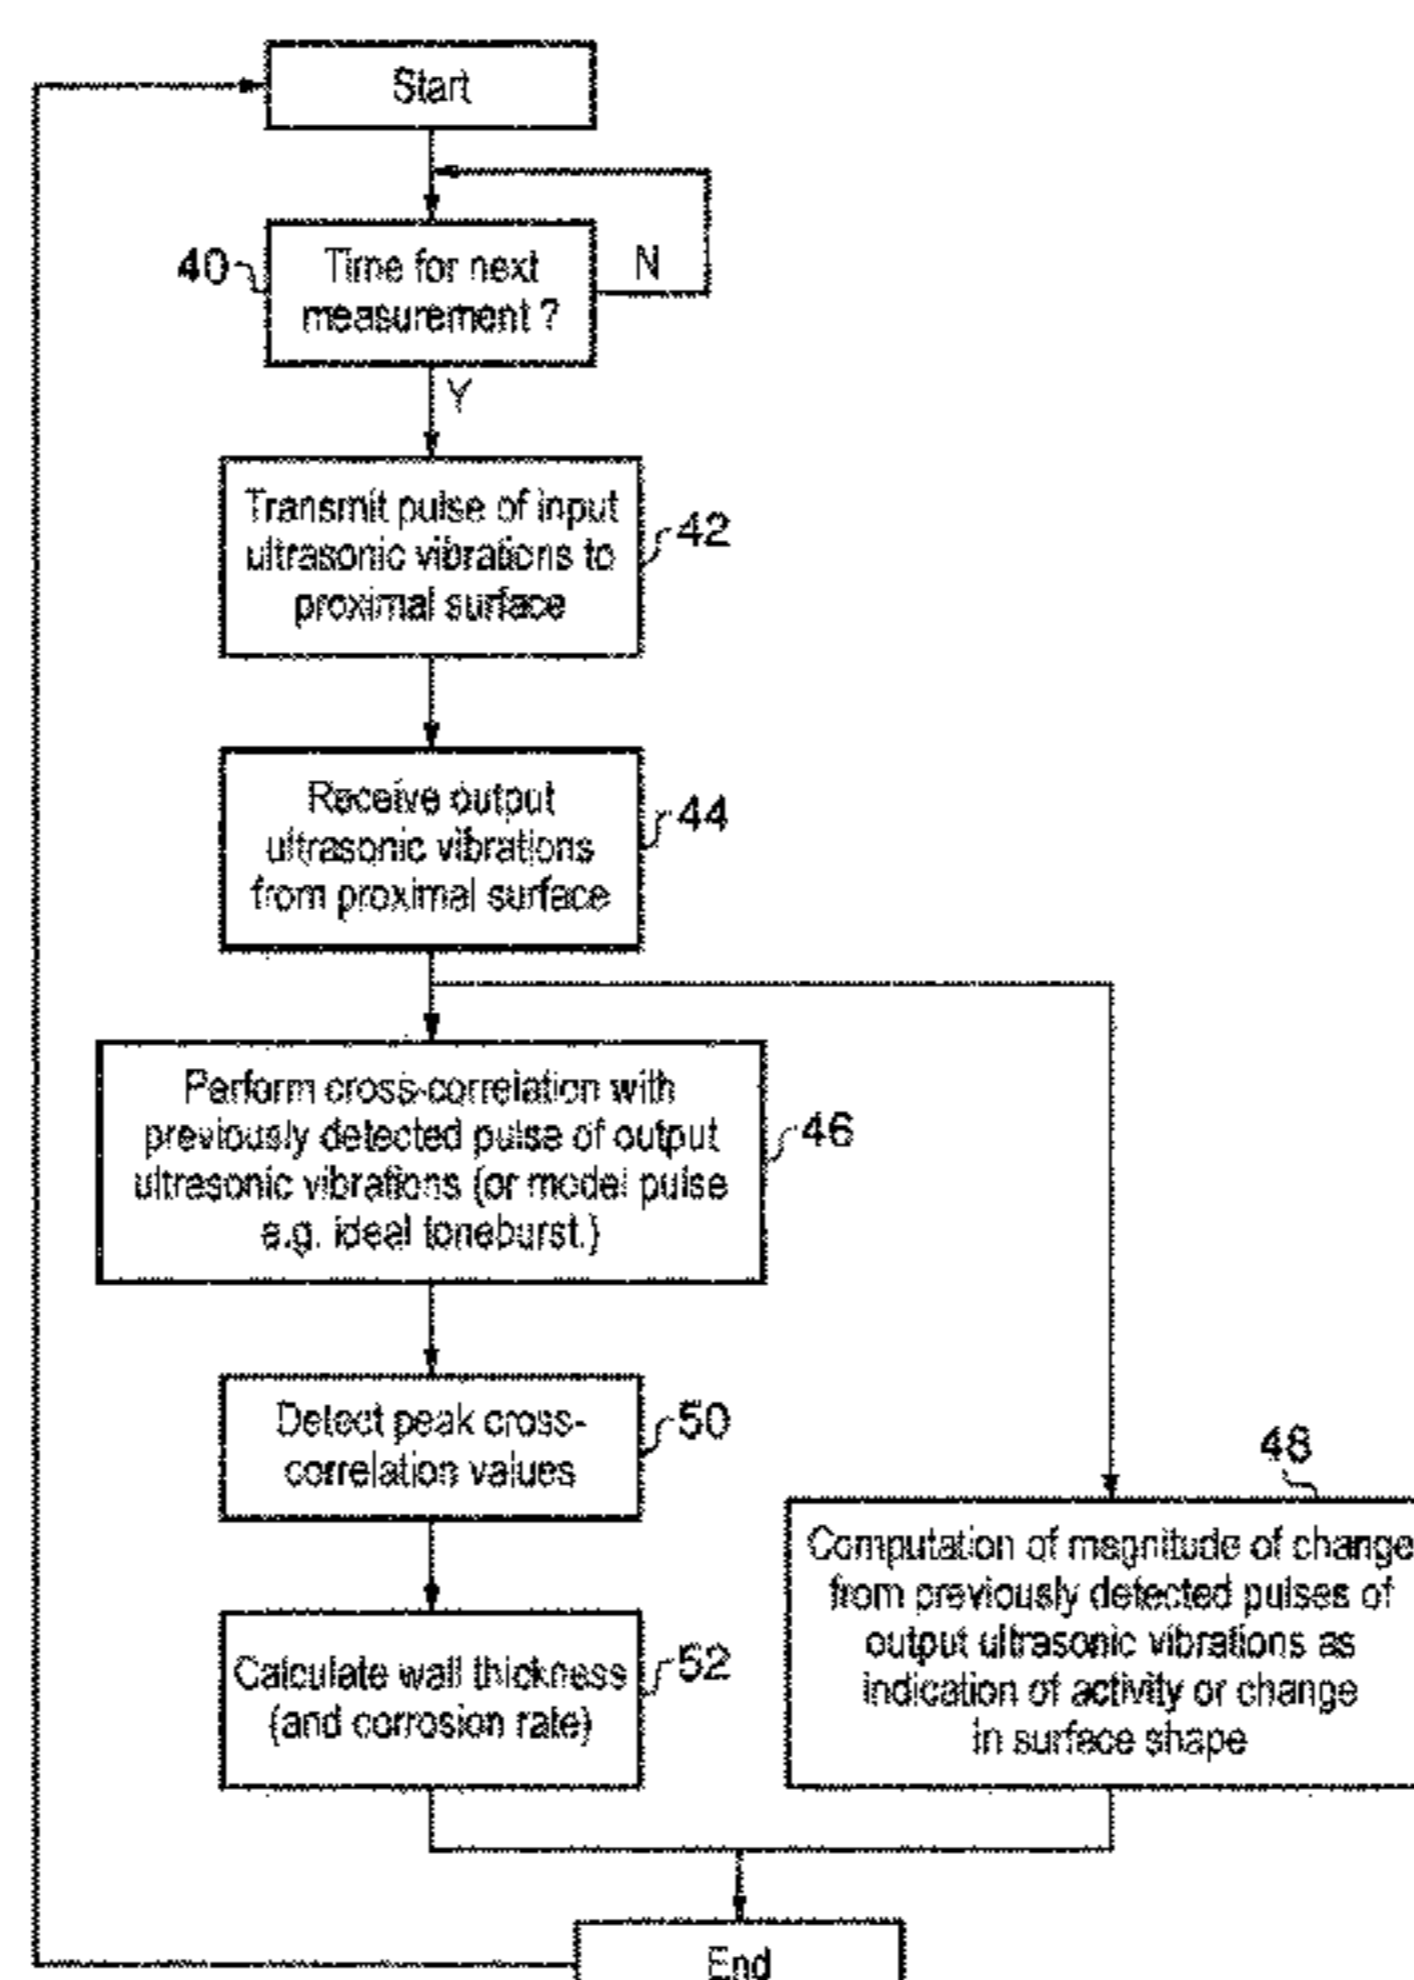 Start
40
Time for next
measurement ?
N
Y
Transmit pulse of input
ultrasonic vibrations to
proximal surface
42
Receive output
ultrasonic vibrations
from proximal surface
44
Perform cross-correlation with
previously detected pulse of output
ultrasonic vibrations (or model pulse
e.g. ideal toneburst.)
46
Detect peak cross-
correlation values
50
Calculate wall thickness
(and corrosion rate)
52
48
Computation of magnitude of change
from previously detected pulses of
output ultrasonic vibrations as
indication of activity or change
in surface shape
End